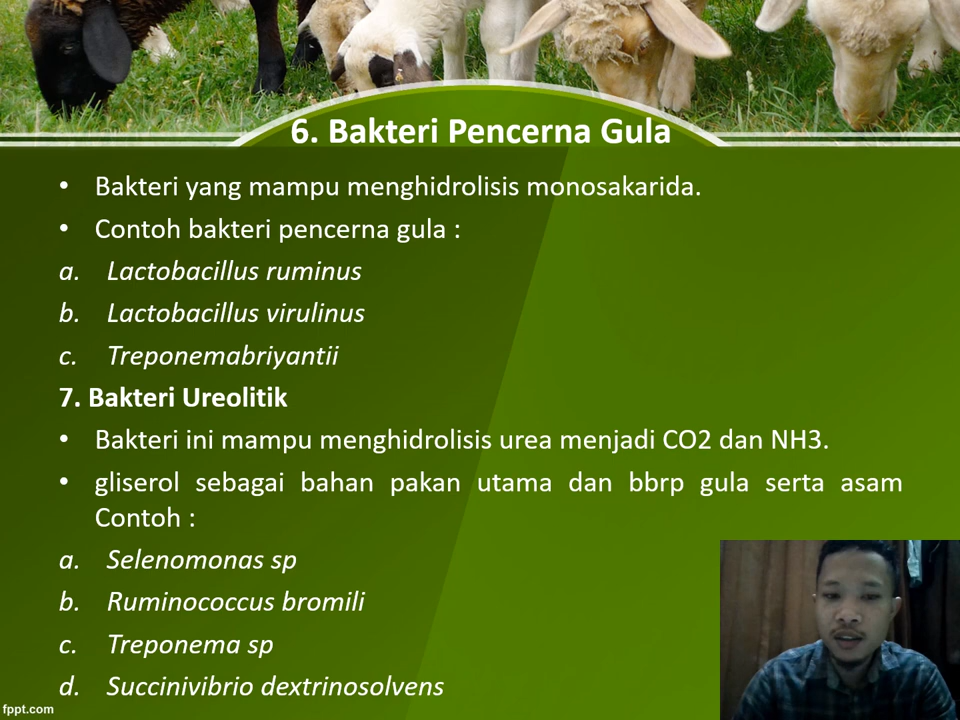 6. Bakteri Pencerna Gula
• Bakteri yang mampu menghidrolisis monosakarida.
• Contoh bakteri pencerna gula :
a. Lactobacillus ruminus
b. Lactobacillus virulinus
c. Treponemabriyantii
7. Bakteri Ureolitik
• Bakteri ini mampu menghidrolisis urea menjadi CO2 dan NH3.
• gliserol sebagai bahan pakan utama dan bbrp gula serta asam
Contoh :
a. Selenomonas sp
b. Ruminococcus bromili
c. Treponema sp
d. Succinivibrio dextrinosolvens
fppt.com